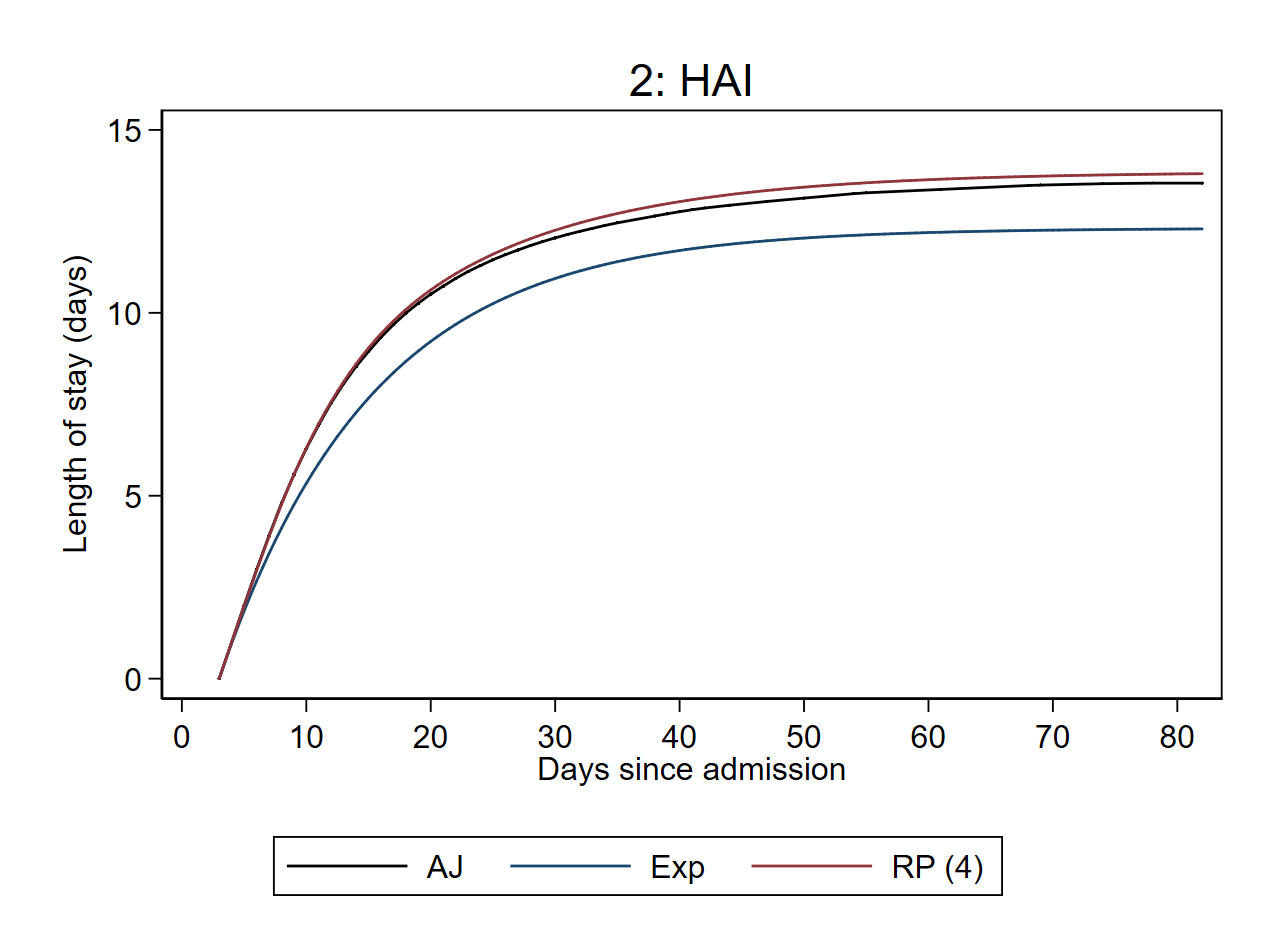 2: HAI
Length of stay (days)
15
10
5
0
0 10 20 30 40 50 60 70 80
Days since admission
AJ Exp RP (4)